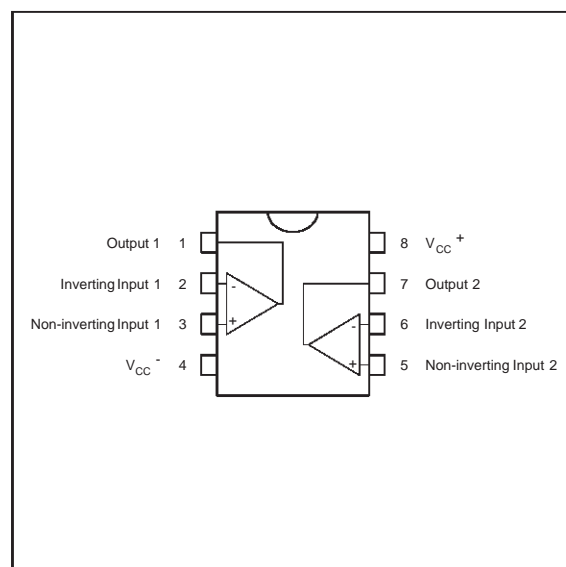 Output 1 1
Inverting Input 1 2
Non-inverting Input 1 3
VCC - 4
8 VCC +
7 Output 2
6 Inverting Input 2
5 Non-inverting Input 2
-
+
-
+